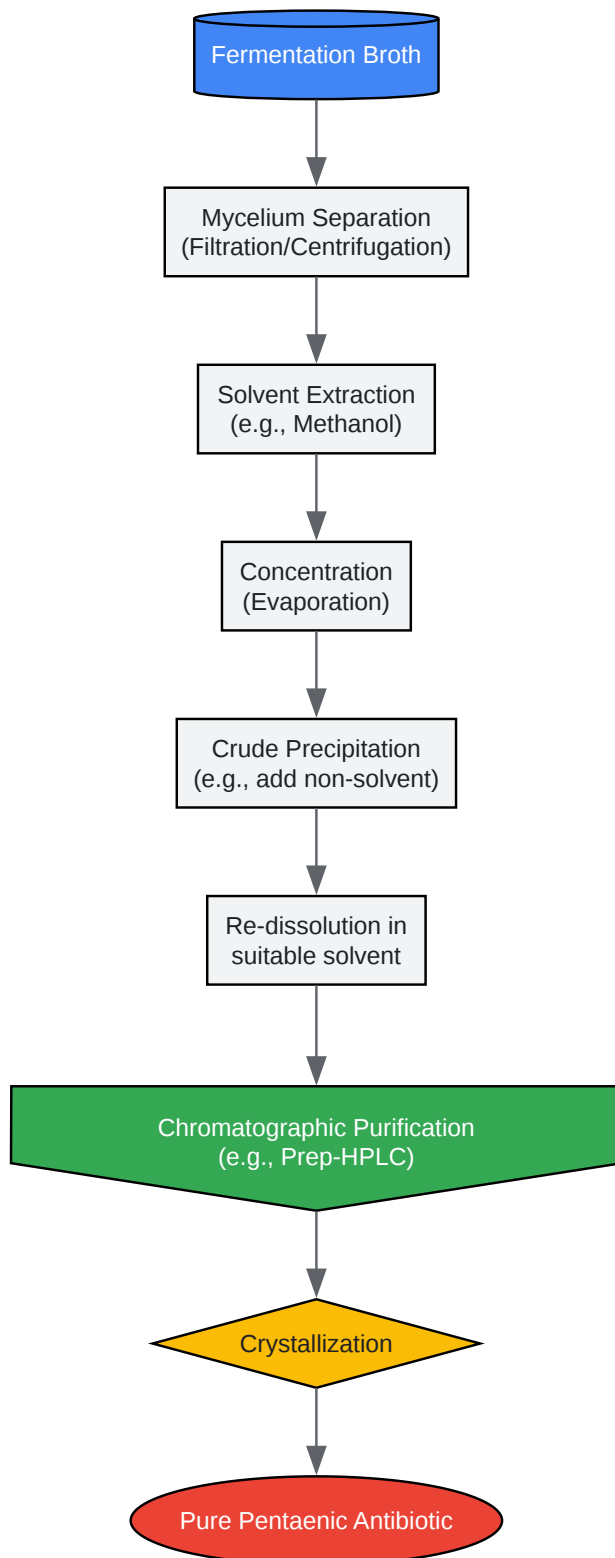 Fermentation Broth
Mycelium Separation
(Filtration/Centrifugation)
Solvent Extraction
(e.g., Methanol)
Concentration
(Evaporation)
Crude Precipitation
(e.g., add non-solvent)
Re-dissolution in
suitable solvent
Chromatographic Purification
(e.g., Prep-HPLC)
Crystallization
Pure Pentaenic Antibiotic